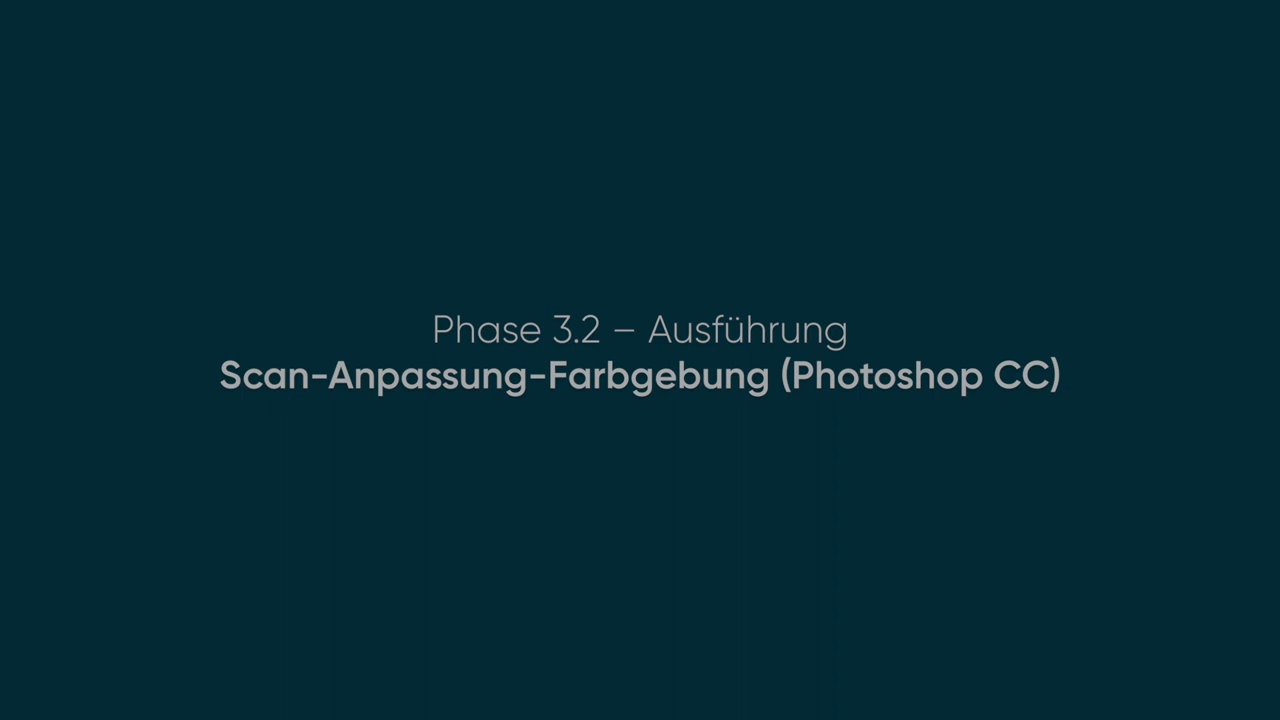 Phase 3.2 – Ausführung
Scan-Anpassung-Farbgebung (Photoshop CC)